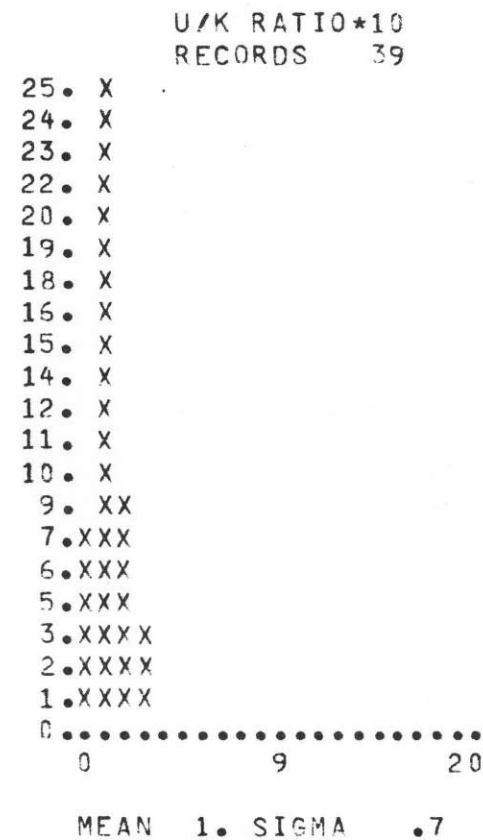 U/K RATIO*10
RECORDS 39
25. X
24. X
23. X
22. X
20. X
19. X
18. X
16. X
15. X
14. X
12. X
11. X
10. X
9. XX
7.XXX
6.XXX
5.XXX
3.XXXX
2.XXXX
1.XXXX
0......................
0 9 20
MEAN 1. SIGMA .7